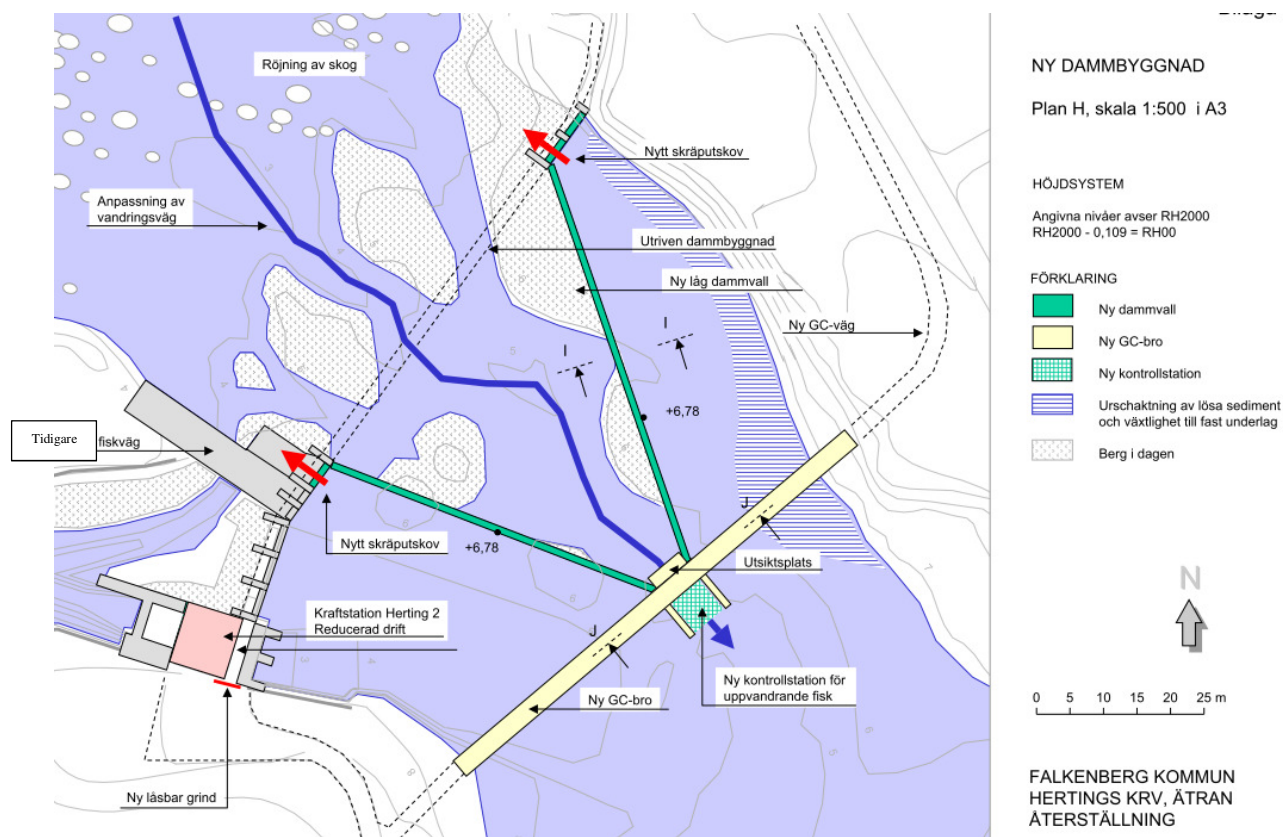 Röjning av skog
Nytt skräputskov
Anpassning av
vandringsväg
Utriven dammbyggnad
Ny låg dammvall
Ny GC-väg
I
I
+6,78
Tidigare fiskväg
J
Nytt skräputskov
+6,78
Utsiktsplats
Kraftstation Herting 2
Reducerad drift
J
Ny GC-bro
Ny kontrollstation för
uppvandrande fisk
Ny låsbar grind
NY DAMMBYGGNAD
Plan H, skala 1:500 i A3
HÖJDSYSTEM
Angivna nivåer avser RH2000
RH2000 - 0,109 = RH00
FÖRKLARING
Ny dammvall
Ny GC-bro
Ny kontrollstation
Urschaktning av lösa sediment
och växtlighet till fast underlag
Berg i dagen
N
0 5 10 15 20 25 m
FALKENBERG KOMMUN
HERTINGS KRV, ÄTRAN
ÅTERSTÄLLNING